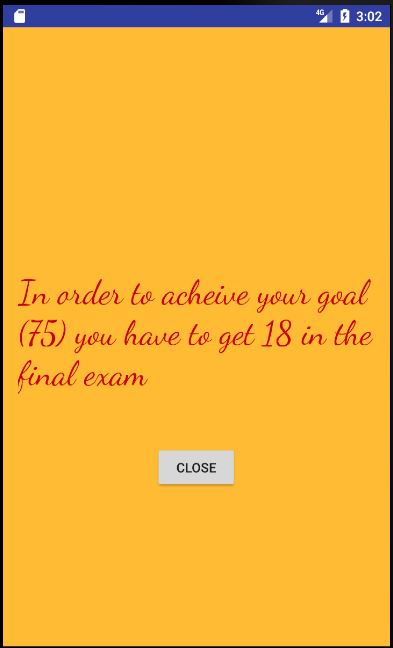 4G 3:02
In order to acheive your goal
(75) you have to get 18 in the
final exam
CLOSE